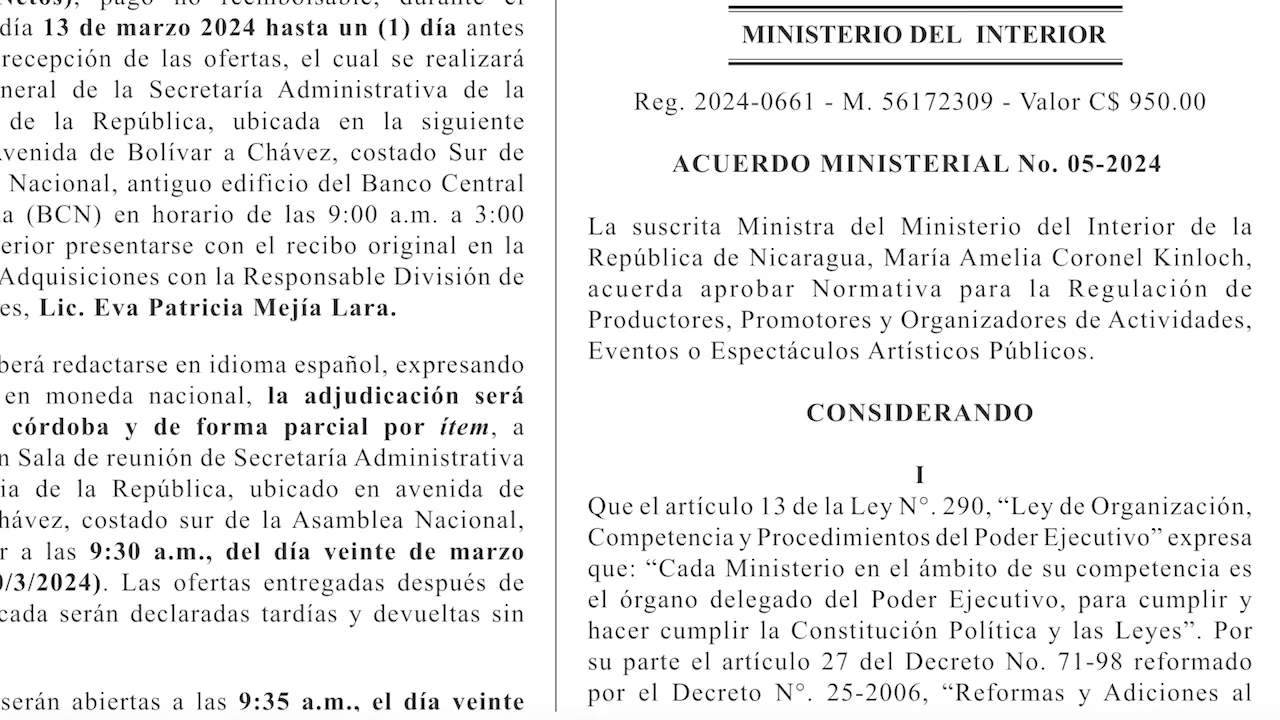 pago no reembolsable, durante el
día 13 de marzo 2024 hasta un (1) día antes
recepción de las ofertas, el cual se realizará
neral de la Secretaría Administrativa de la
de la República, ubicada en la siguiente
venida de Bolívar a Chávez, costado Sur de
Nacional, antiguo edificio del Banco Central
a (BCN) en horario de las 9:00 a.m. a 3:00
erior presentarse con el recibo original en la
Adquisiciones con la Responsable División de
es, Lic. Eva Patricia Mejía Lara.
berá redactarse en idioma español, expresando
en moneda nacional, la adjudicación será
córdoba y de forma parcial por ítem, a
n Sala de reunión de Secretaría Administrativa
ia de la República, ubicado en avenida de
hávez, costado sur de la Asamblea Nacional,
r a las 9:30 a.m., del día veinte de marzo
0/3/2024). Las ofertas entregadas después de
cada serán declaradas tardías y devueltas sin
serán abiertas a las 9:35 a.m., el día veinte
MINISTERIO DEL INTERIOR
Reg. 2024-0661 - M. 56172309 - Valor C$ 950.00
ACUERDO MINISTERIAL No. 05-2024
La suscrita Ministra del Ministerio del Interior de la
República de Nicaragua, María Amelia Coronel Kinloch,
acuerda aprobar Normativa para la Regulación de
Productores, Promotores y Organizadores de Actividades,
Eventos o Espectáculos Artísticos Públicos.
CONSIDERANDO
I
Que el artículo 13 de la Ley N°. 290, “Ley de Organización,
Competencia y Procedimientos del Poder Ejecutivo” expresa
que: “Cada Ministerio en el ámbito de su competencia es
el órgano delegado del Poder Ejecutivo, para cumplir y
hacer cumplir la Constitución Política y las Leyes”. Por
su parte el artículo 27 del Decreto No. 71-98 reformado
por el Decreto N°. 25-2006, “Reformas y Adiciones al